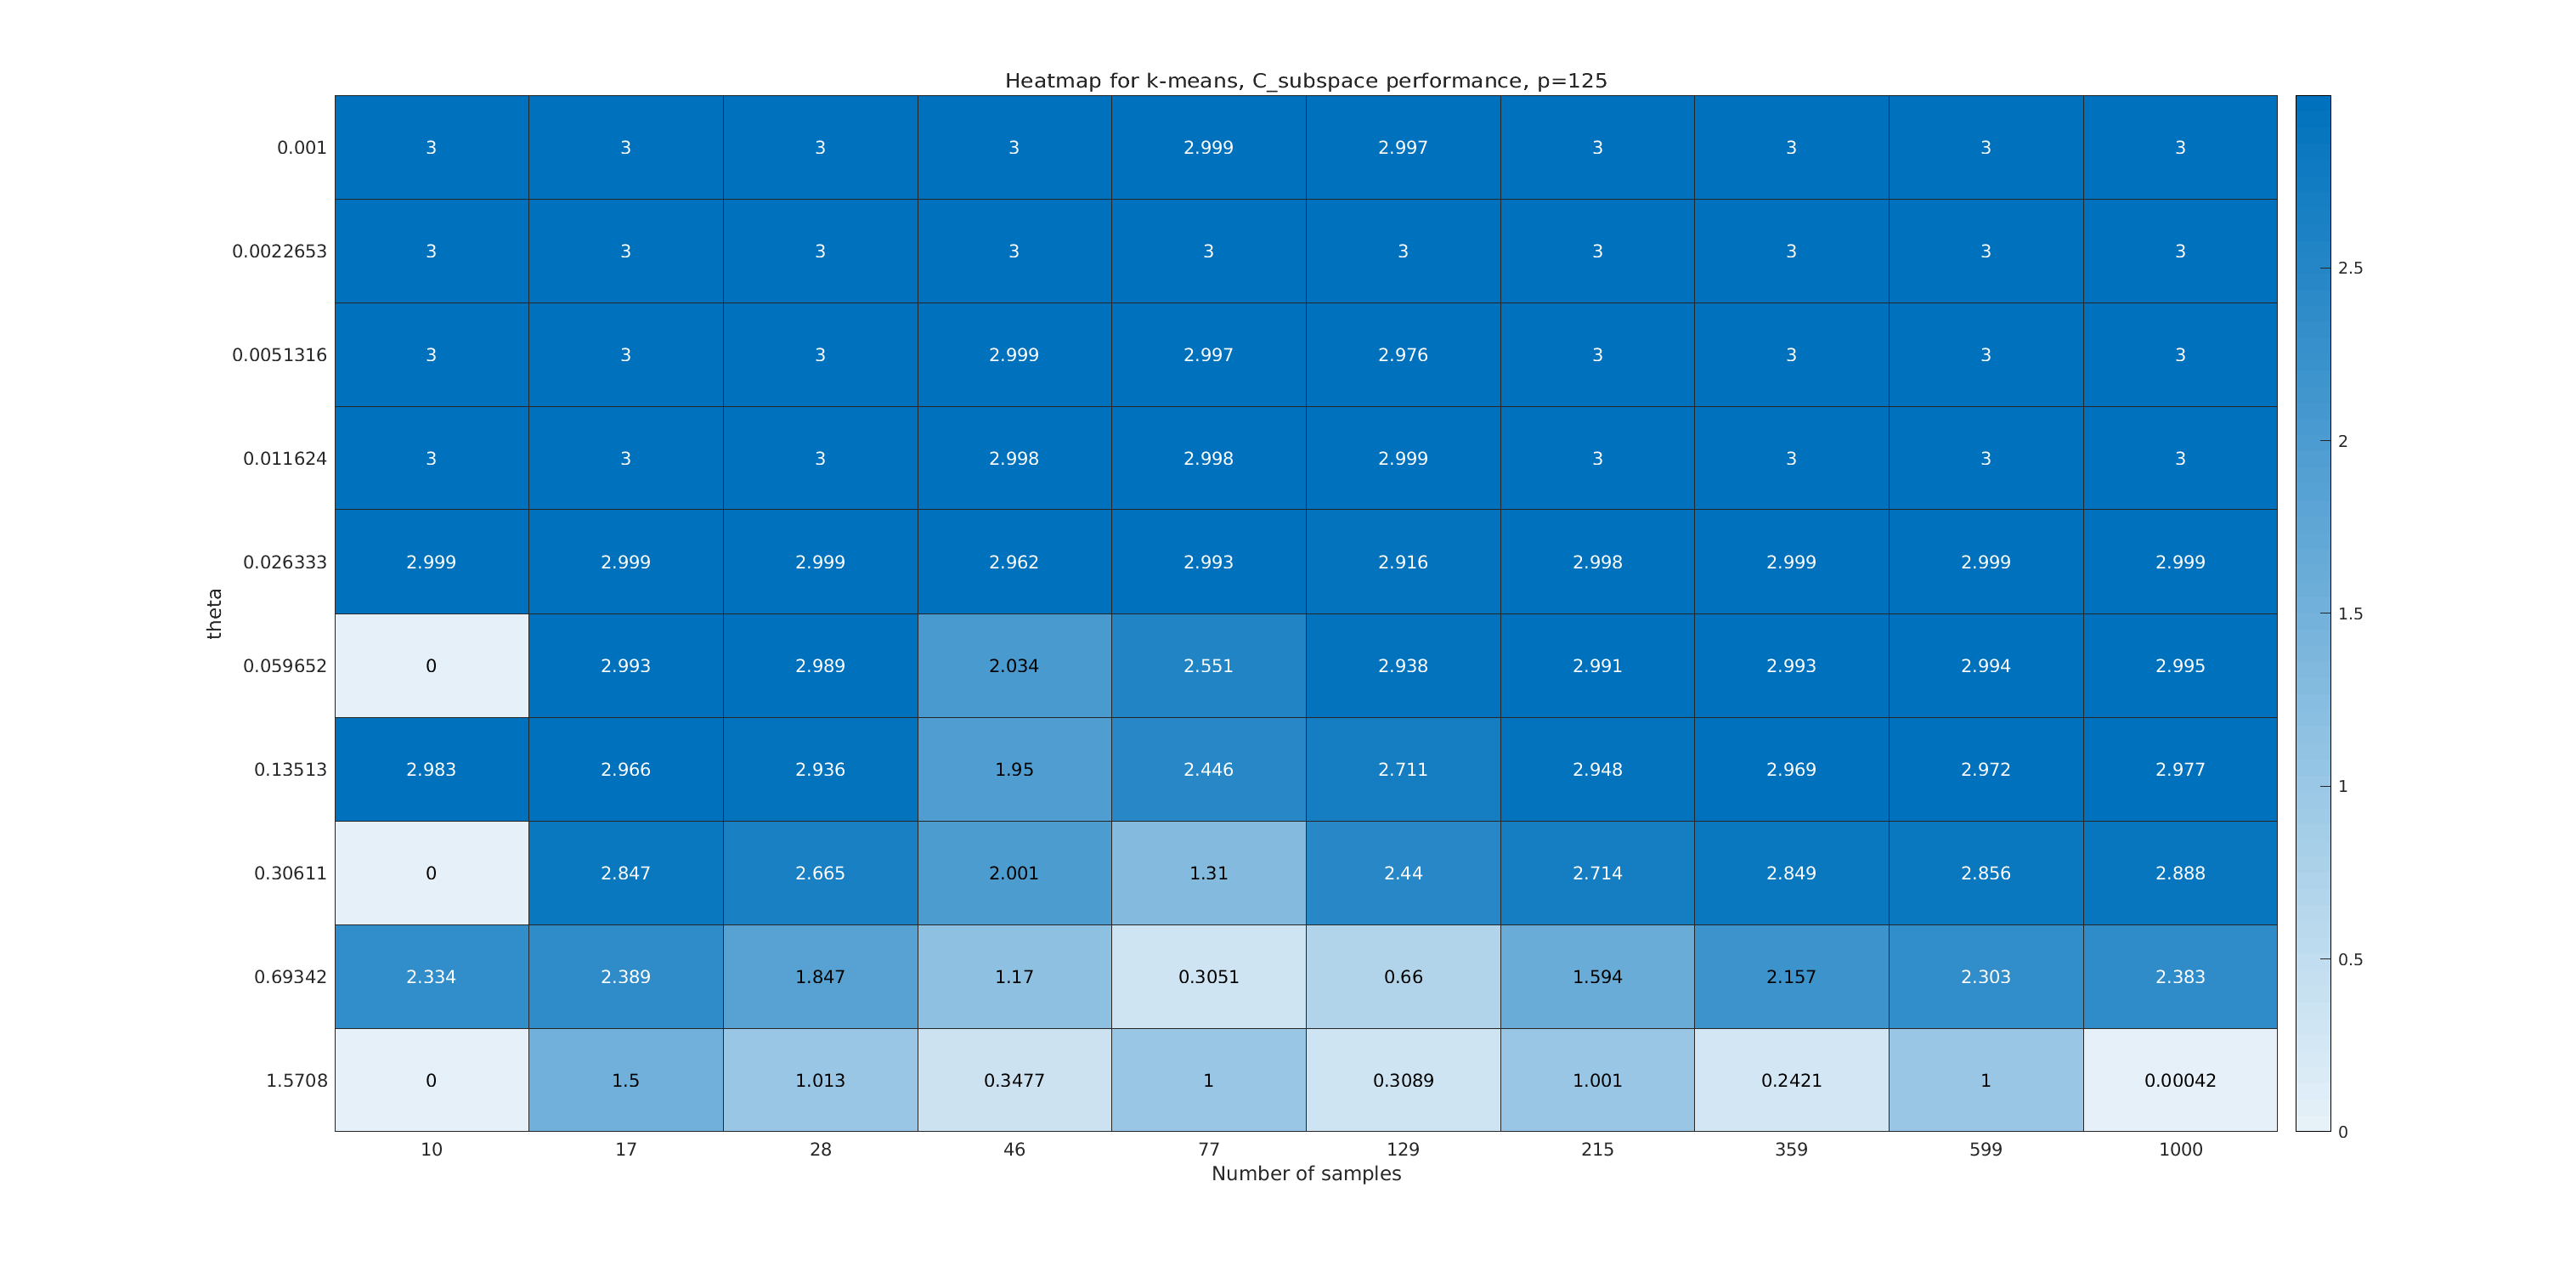 Heatmap for k-means, C_subspace performance, p=125
0.001 3 3 3 3 2.999 2.997 3 3 3 3
0.0022653 3 3 3 3 3 3 3 3 3 3
2.5
0.0051316 3 3 3 2.999 2.997 2.976 3 3 3 3
0.011624 3 3 3 2.998 2.998 2.999 3 3 3 3
2
0.026333 2.999 2.999 2.999 2.962 2.993 2.916 2.998 2.999 2.999 2.999
theta
1.5
0.059652 0 2.993 2.989 2.034 2.551 2.938 2.991 2.993 2.994 2.995
0.13513 2.983 2.966 2.936 1.95 2.446 2.711 2.948 2.969 2.972 2.977
1
0.30611 0 2.847 2.665 2.001 1.31 2.44 2.714 2.849 2.856 2.888
0.5
0.69342 2.334 2.389 1.847 1.17 0.3051 0.66 1.594 2.157 2.303 2.383
1.5708 0 1.5 1.013 0.3477 1 0.3089 1.001 0.2421 1 0.00042
0
10 17 28 46 77 129 215 359 599 1000
Number of samples